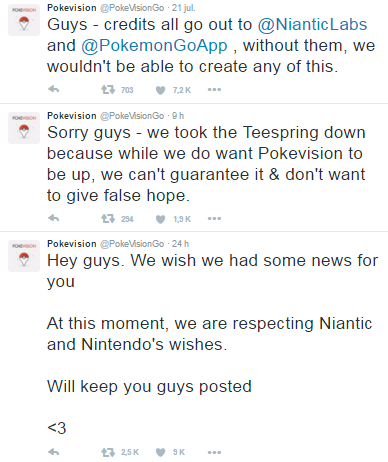 Pokevision @PokeVisionGo · 21 jul.
Guys - credits all go out to @NianticLabs
and @PokemonGoApp , without them, we
wouldn't be able to create any of this.
703 7,2 K
Pokevision @PokeVisionGo · 9 h
Sorry guys - we took the Teespring down
because while we do want Pokevision to
be up, we can't guarantee it & don't want
to give false hope.
294 1,9 K
Pokevision @PokeVisionGo · 24 h
Hey guys. We wish we had some news for
you
At this moment, we are respecting Niantic
and Nintendo's wishes.
Will keep you guys posted
<3
2,5 K 9 K